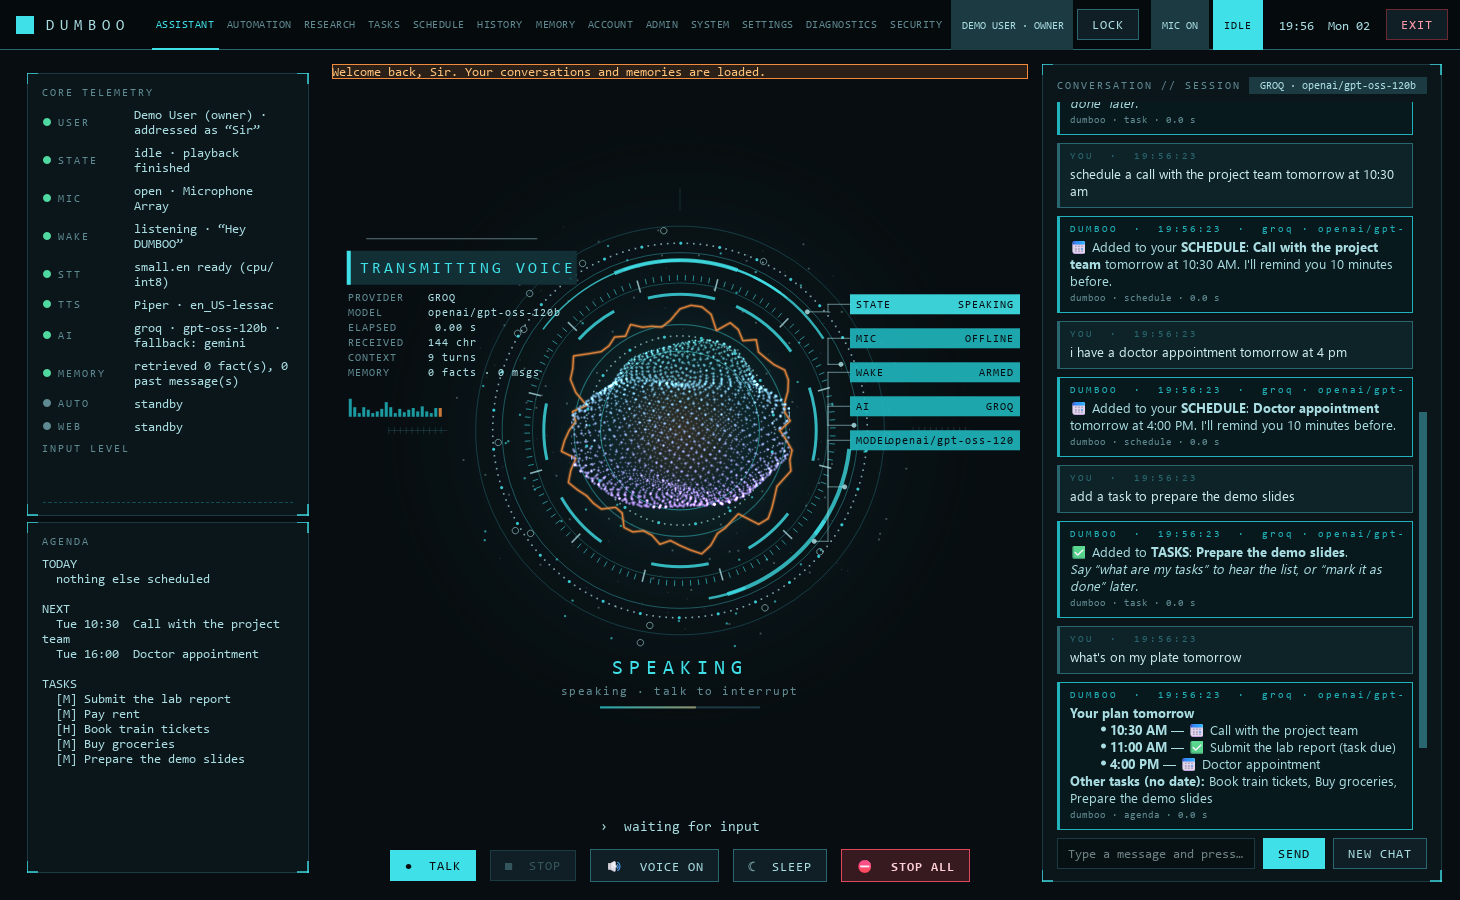 DUMBOO
ASSISTANT AUTOMATION RESEARCH TASKS SCHEDULE HISTORY MEMORY ACCOUNT ADMIN SYSTEM SETTINGS DIAGNOSTICS SECURITY
DEMO USER · OWNER
LOCK
MIC ON
IDLE
19:56 Mon 02
EXIT
CORE TELEMETRY
USER Demo User (owner) ·
addressed as “Sir”
STATE idle · playback
finished
MIC open · Microphone
Array
WAKE listening · “Hey
DUMBOO”
STT small.en ready (cpu/
int8)
TTS Piper · en_US-lessac
AI groq · gpt-oss-120b ·
fallback: gemini
MEMORY retrieved 0 fact(s), 0
past message(s)
AUTO standby
WEB standby
INPUT LEVEL
AGENDA
TODAY
nothing else scheduled
NEXT
Tue 10:30 Call with the project
team
Tue 16:00 Doctor appointment
TASKS
[M] Submit the lab report
[M] Pay rent
[H] Book train tickets
[M] Buy groceries
[M] Prepare the demo slides
Welcome back, Sir. Your conversations and memories are loaded.
TRANSMITTING VOICE
PROVIDER GROQ
MODEL openai/gpt-oss-120b
ELAPSED 0.00 s
RECEIVED 144 chr
CONTEXT 9 turns
MEMORY 0 facts · 0 msgs
STATE SPEAKING
MIC OFFLINE
WAKE ARMED
AI GROQ
MODEL openai/gpt-oss-120
SPEAKING
speaking · talk to interrupt
› waiting for input
● TALK
■ STOP
🔊 VOICE ON
☾ SLEEP
⛔ STOP ALL
CONVERSATION // SESSION
GROQ · openai/gpt-oss-120b
done” later.
dumboo · task · 0.0 s
YOU · 19:56:23
schedule a call with the project team tomorrow at 10:30
am
DUMBOO · 19:56:23 · groq · openai/gpt-
📅 Added to your SCHEDULE: Call with the project
team tomorrow at 10:30 AM. I'll remind you 10 minutes
before.
dumboo · schedule · 0.0 s
YOU · 19:56:23
i have a doctor appointment tomorrow at 4 pm
DUMBOO · 19:56:23 · groq · openai/gpt-
📅 Added to your SCHEDULE: Doctor appointment
tomorrow at 4:00 PM. I'll remind you 10 minutes before.
dumboo · schedule · 0.0 s
YOU · 19:56:23
add a task to prepare the demo slides
DUMBOO · 19:56:23 · groq · openai/gpt-
✅ Added to TASKS: Prepare the demo slides.
Say “what are my tasks” to hear the list, or “mark it as
done” later.
dumboo · task · 0.0 s
YOU · 19:56:23
what's on my plate tomorrow
DUMBOO · 19:56:23 · groq · openai/gpt-
Your plan tomorrow
• 10:30 AM — 📅 Call with the project team
• 11:00 AM — ✅ Submit the lab report (task due)
• 4:00 PM — 📅 Doctor appointment
Other tasks (no date): Book train tickets, Buy groceries,
Prepare the demo slides
dumboo · agenda · 0.0 s
Type a message and press…
SEND
NEW CHAT